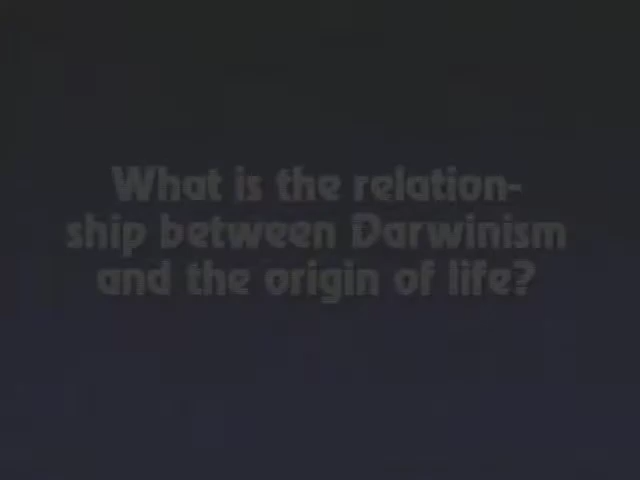 What is the relation-
ship between Darwinism
and the origin of life?